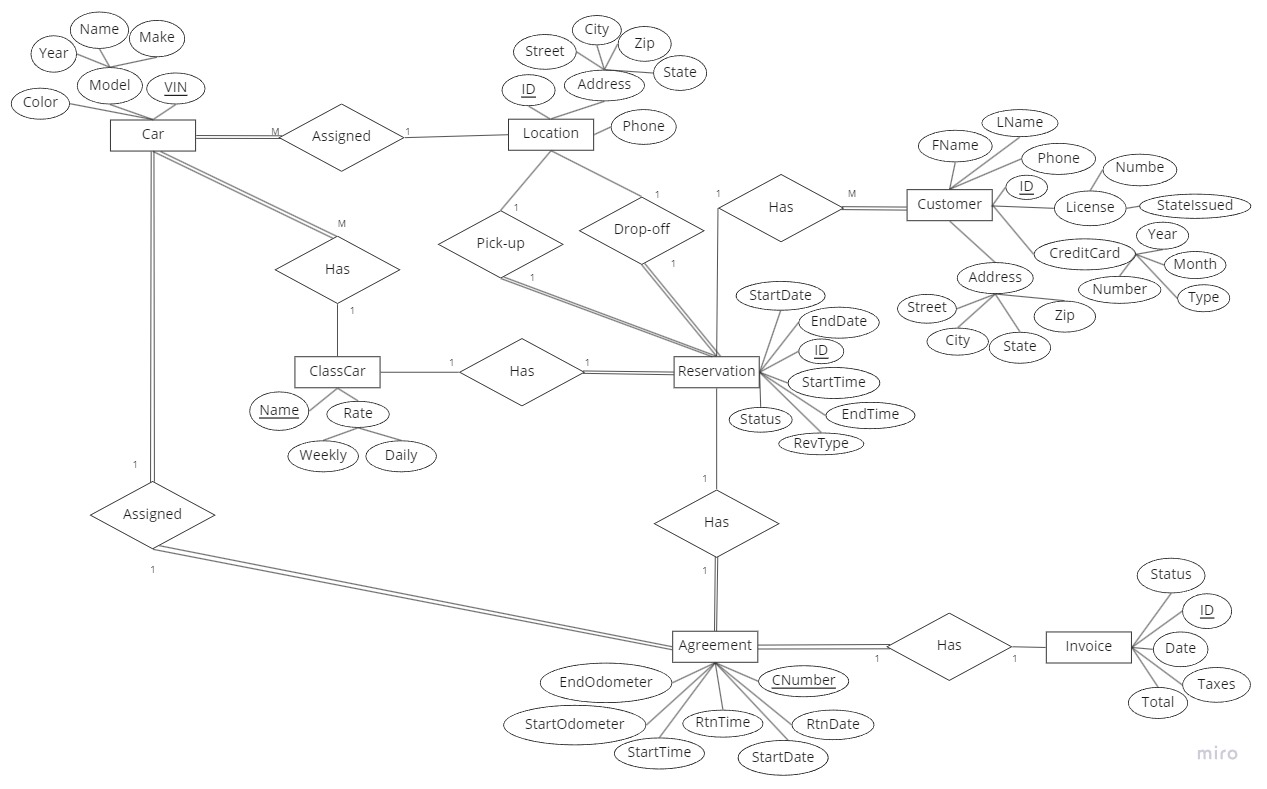 Name
Make
Year
Model
VIN
Color
Car
M
Assigned
1
City
Street
Zip
State
Address
ID
Location
Phone
LName
FName
Phone
ID
Numbe
License
StateIssued
Customer
CreditCard
Year
Month
Number
Type
Address
Street
Zip
City
State
1
Has
M
1
Pick-up
1
1
Drop-off
1
M
Has
1
StartDate
EndDate
ID
StartTime
EndTime
RevType
Status
Reservation
ClassCar
1
Has
1
Name
Rate
Weekly
Daily
1
Assigned
1
1
Has
1
Agreement
1
Has
1
Invoice
Status
ID
Date
Taxes
Total
EndOdometer
CNumber
StartOdometer
RtnTime
RtnDate
StartTime
StartDate
miro